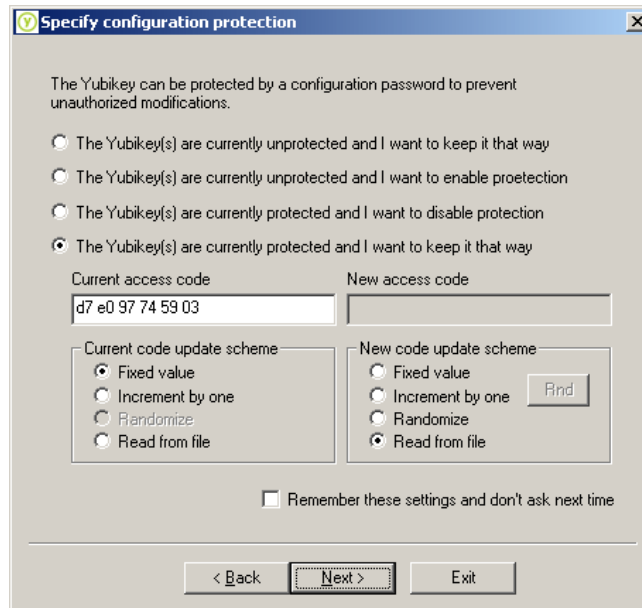 Specify configuration protection
The Yubikey can be protected by a configuration password to prevent
unauthorized modifications.
The Yubikey(s) are currently unprotected and I want to keep it that way
The Yubikey(s) are currently unprotected and I want to enable proetection
The Yubikey(s) are currently protected and I want to disable protection
The Yubikey(s) are currently protected and I want to keep it that way
Current access code
New access code
d7 e0 97 74 59 03
Current code update scheme
Fixed value
Increment by one
Randomize
Read from file
New code update scheme
Fixed value
Increment by one
Randomize
Read from file
Rnd
Remember these settings and don't ask next time
< Back
Next >
Exit